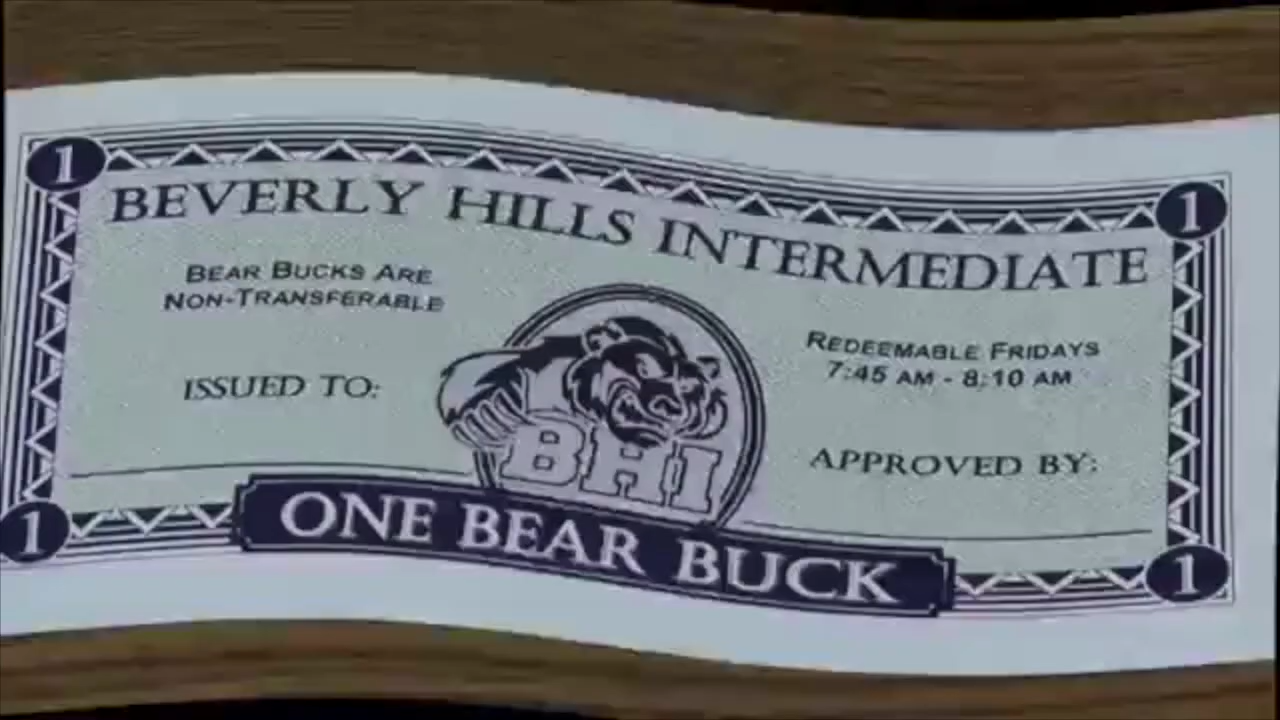 1
1
BEVERLY HILLS INTERMEDIATE
BEAR BUCKS ARE
NON-TRANSFERABLE
REDEEMABLE FRIDAYS
7:45 AM - 8:10 AM
ISSUED TO:
BHI
APPROVED BY:
1
ONE BEAR BUCK
1